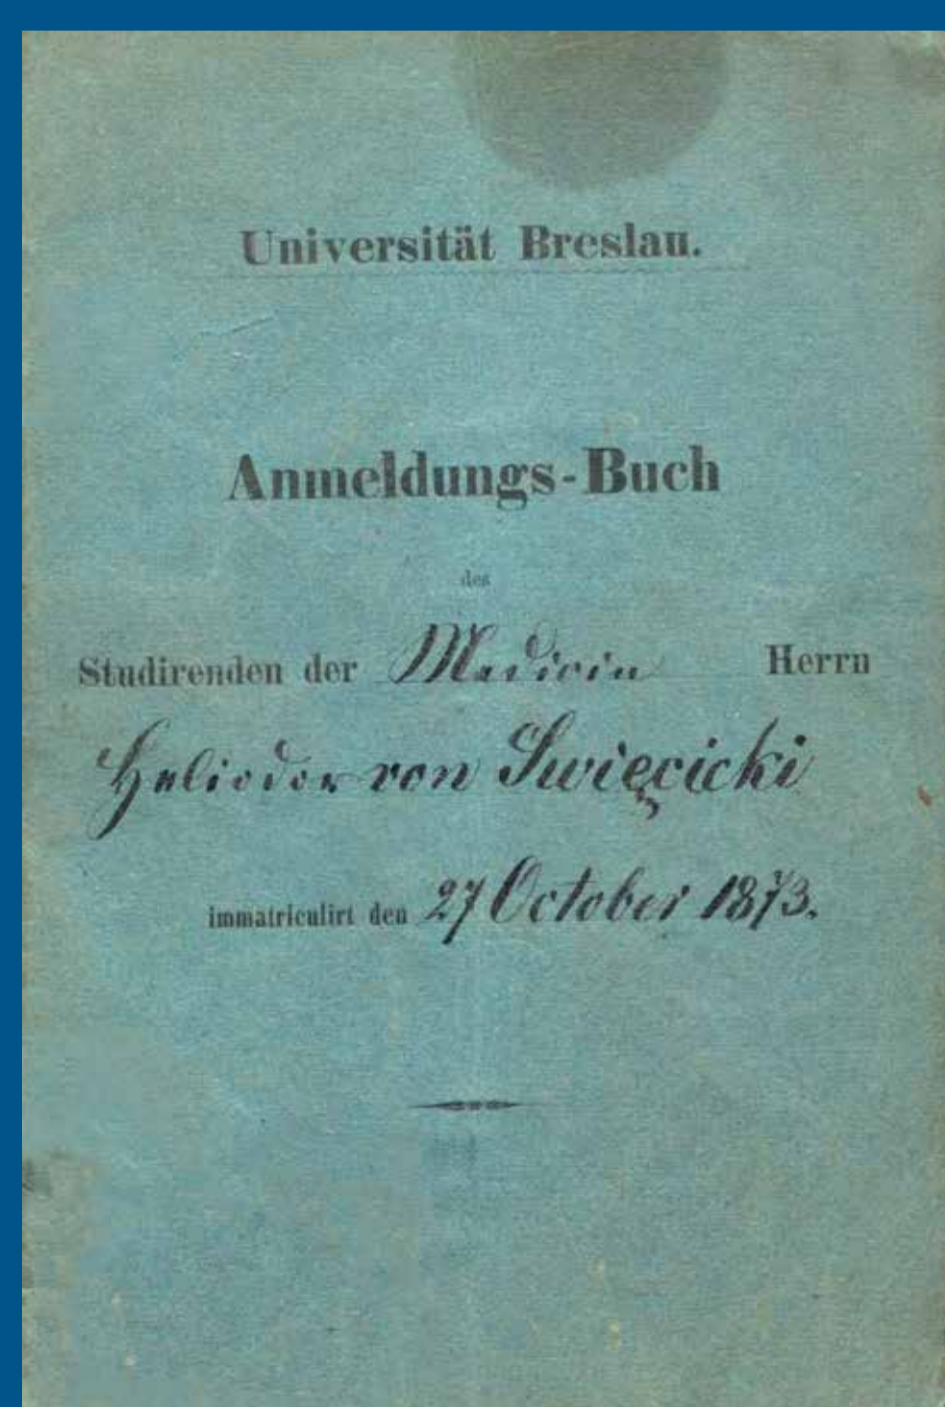 Universität Breslau.
Anmeldungs-Buch
des
Studirenden der Medicin Herrn
Heliodor von Swięcicki
immatriculirt den 27 October 1873.